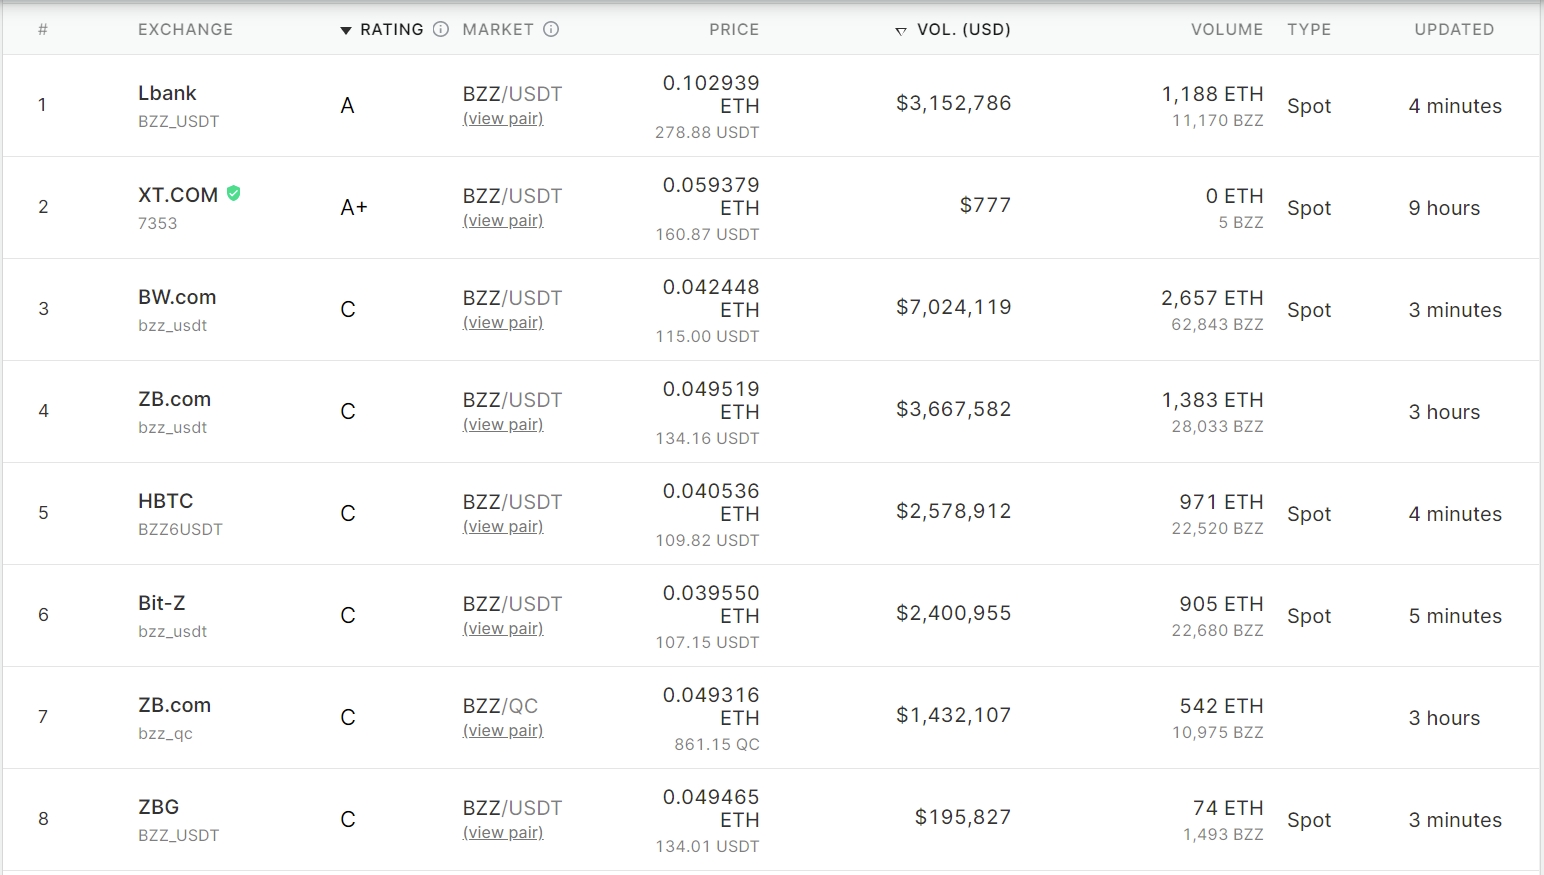 # EXCHANGE RATING MARKET PRICE VOL. (USD) VOLUME TYPE UPDATED
1 Lbank BZZ_USDT A BZZ/USDT (view pair) 0.102939 ETH 278.88 USDT $3,152,786 1,188 ETH 11,170 BZZ Spot 4 minutes
2 XT.COM 7353 A+ BZZ/USDT (view pair) 0.059379 ETH 160.87 USDT $777 0 ETH 5 BZZ Spot 9 hours
3 BW.com bzz_usdt C BZZ/USDT (view pair) 0.042448 ETH 115.00 USDT $7,024,119 2,657 ETH 62,843 BZZ Spot 3 minutes
4 ZB.com bzz_usdt C BZZ/USDT (view pair) 0.049519 ETH 134.16 USDT $3,667,582 1,383 ETH 28,033 BZZ 3 hours
5 HBTC BZZ6USDT C BZZ/USDT (view pair) 0.040536 ETH 109.82 USDT $2,578,912 971 ETH 22,520 BZZ Spot 4 minutes
6 Bit-Z bzz_usdt C BZZ/USDT (view pair) 0.039550 ETH 107.15 USDT $2,400,955 905 ETH 22,680 BZZ Spot 5 minutes
7 ZB.com bzz_qc C BZZ/QC (view pair) 0.049316 ETH 861.15 QC $1,432,107 542 ETH 10,975 BZZ 3 hours
8 ZBG BZZ_USDT C BZZ/USDT (view pair) 0.049465 ETH 134.01 USDT $195,827 74 ETH 1,493 BZZ Spot 3 minutes